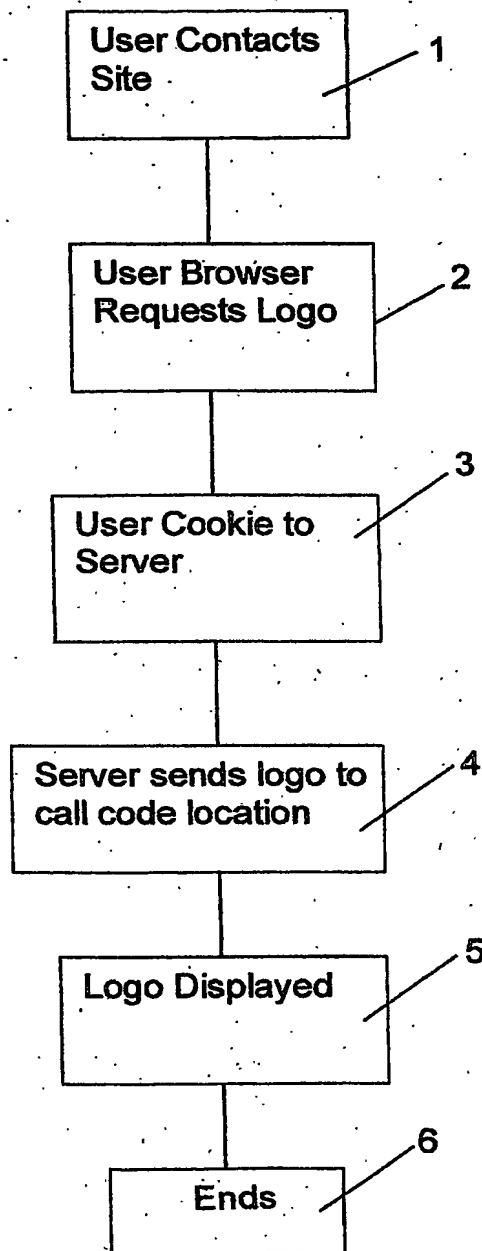 User Contacts
Site
1
User Browser
Requests Logo
2
3
User Cookie to
Server
Server sends logo to
call code location
4
5
Logo Displayed
6
Ends